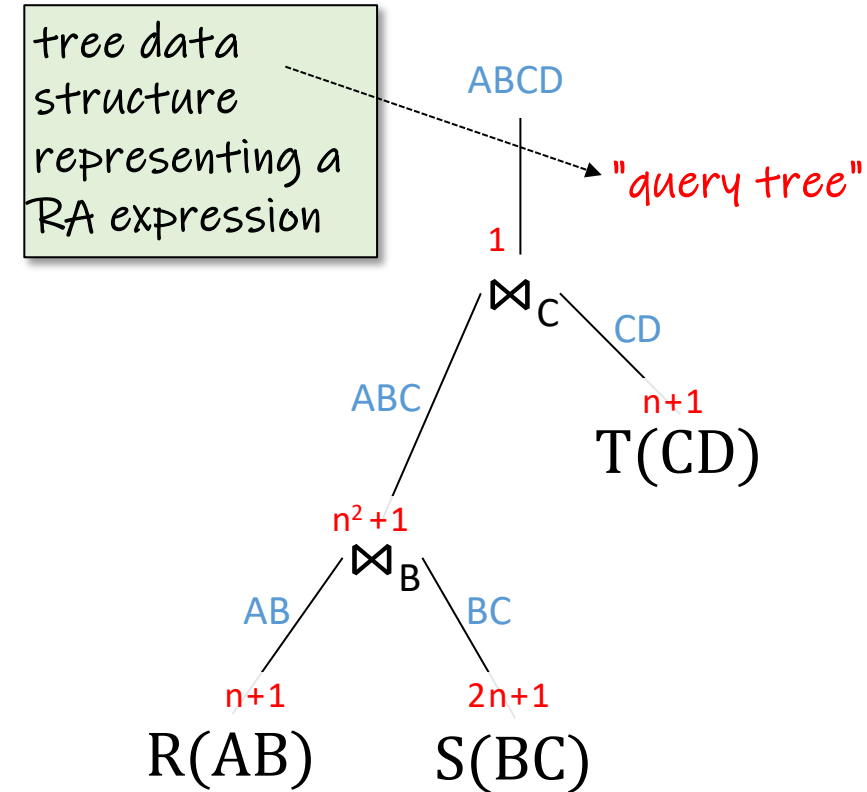 tree data
structure
representing a
RA expression
ABCD
"query tree"
1
⋈C
CD
ABC
n+1
T(CD)
n²+1
⋈B
AB
BC
n+1
2n+1
R(AB)
S(BC)